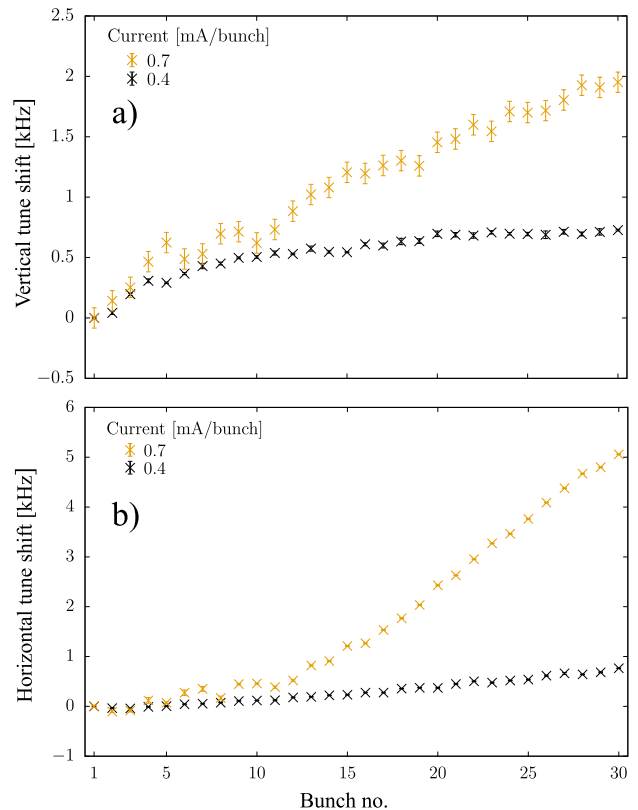 Current [mA/bunch]
0.7
0.4
a)
Vertical tune shift [kHz]
2.5
2
1.5
1
0.5
0
−0.5
Current [mA/bunch]
0.7
0.4
b)
Horizontal tune shift [kHz]
6
5
4
3
2
1
0
−1
1 5 10 15 20 25 30
Bunch no.